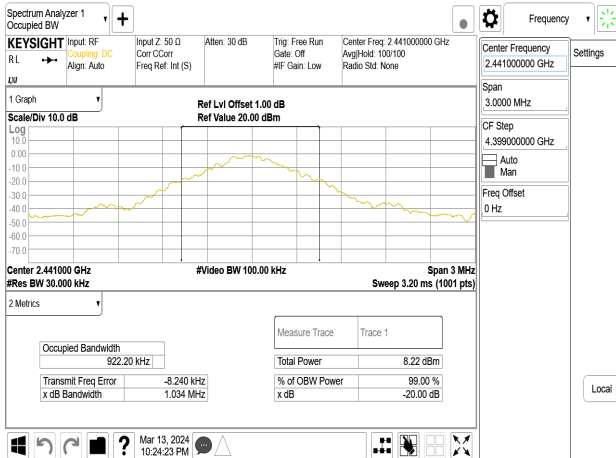 Spectrum Analyzer 1
Occupied BW
Frequency
KEYSIGHT
RL
Input: RF
Coupling: DC
Align: Auto
Input Z: 50 Ω
Corr CCorr
Freq Ref: Int (S)
Atten: 30 dB
Trig: Free Run
Gate: Off
#IF Gain: Low
Center Freq: 2.441000000 GHz
Avg|Hold: 100/100
Radio Std: None
LXI
Center Frequency
2.441000000 GHz
Settings
Span
3.0000 MHz
CF Step
4.399000000 GHz
Auto
Man
Freq Offset
0 Hz
Local
1 Graph
Scale/Div 10.0 dB
Ref Lvl Offset 1.00 dB
Ref Value 20.00 dBm
Log
10.0
0.00
-10.0
-20.0
-30.0
-40.0
-50.0
-60.0
-70.0
Center 2.441000 GHz
#Res BW 30.000 kHz
#Video BW 100.00 kHz
Span 3 MHz
Sweep 3.20 ms (1001 pts)
2 Metrics
Measure Trace
Trace 1
Occupied Bandwidth
922.20 kHz
Total Power
8.22 dBm
Transmit Freq Error
-8.240 kHz
% of OBW Power
99.00 %
x dB Bandwidth
1.034 MHz
x dB
-20.00 dB
?
Mar 13, 2024
10:24:23 PM